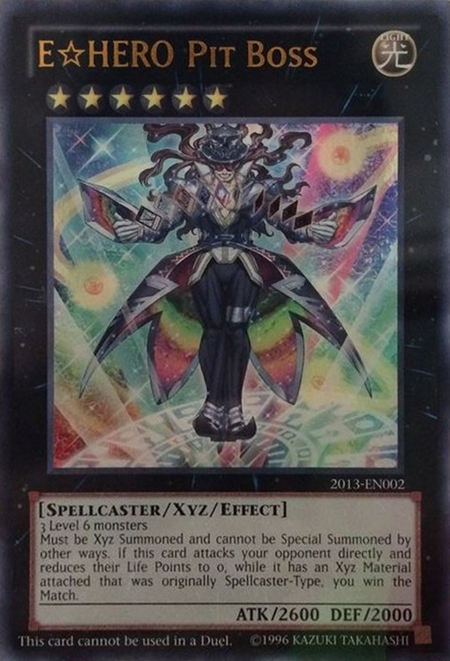 E☆HERO PIT BOSS
LIGHT
光
2013-EN002
[SPELLCASTER/XYZ/EFFECT]
3 Level 6 monsters
Must be Xyz Summoned and cannot be Special Summoned by
other ways. if this card attacks your opponent directly and
reduces their Life Points to 0, while it has an Xyz Material
attached that was originally Spellcaster-Type, you win the
Match.
ATK/2600 DEF/2000
This card cannot be used in a Duel. ©1996 KAZUKI TAKAHASHI